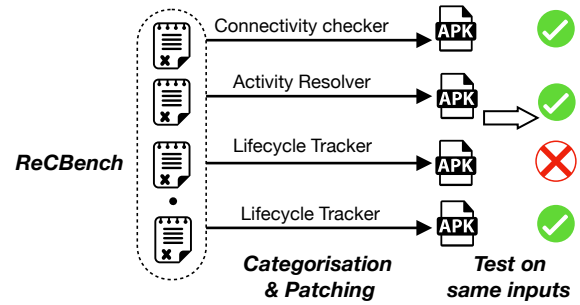 Connectivity checker
APK
Activity Resolver
APK
ReCBench
Lifecycle Tracker
APK
Lifecycle Tracker
APK
Categorisation
& Patching
Test on
same inputs